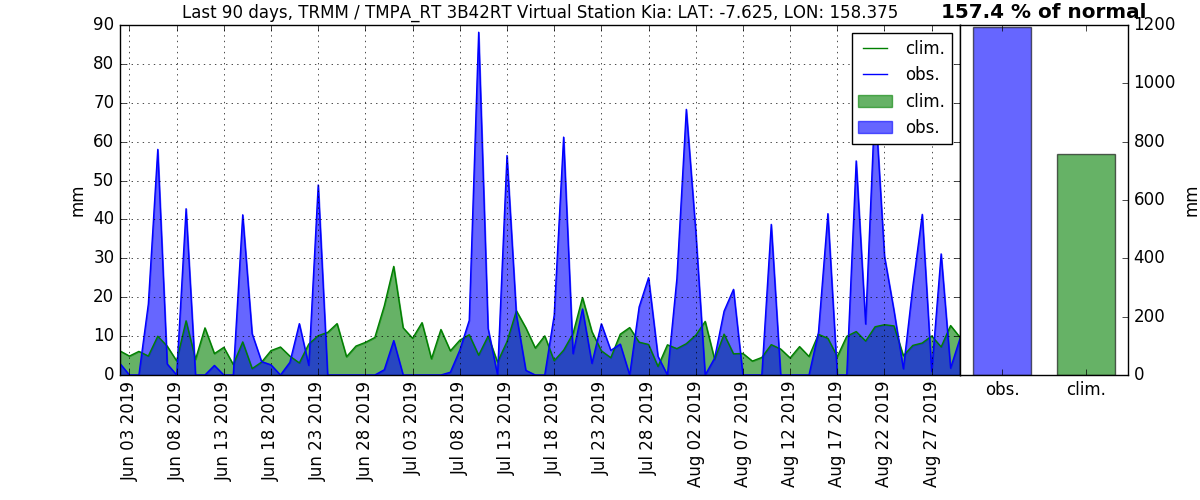 Last 90 days, TRMM / TMPA_RT 3B42RT Virtual Station Kia: LAT: -7.625, LON: 158.375
157.4 % of normal
90
80
70
60
50
40
30
20
10
0
mm
clim.
obs.
clim.
obs.
1200
1000
800
600
400
200
0
mm
Jun 03 2019
Jun 08 2019
Jun 13 2019
Jun 18 2019
Jun 23 2019
Jun 28 2019
Jul 03 2019
Jul 08 2019
Jul 13 2019
Jul 18 2019
Jul 23 2019
Jul 28 2019
Aug 02 2019
Aug 07 2019
Aug 12 2019
Aug 17 2019
Aug 22 2019
Aug 27 2019
obs.
clim.